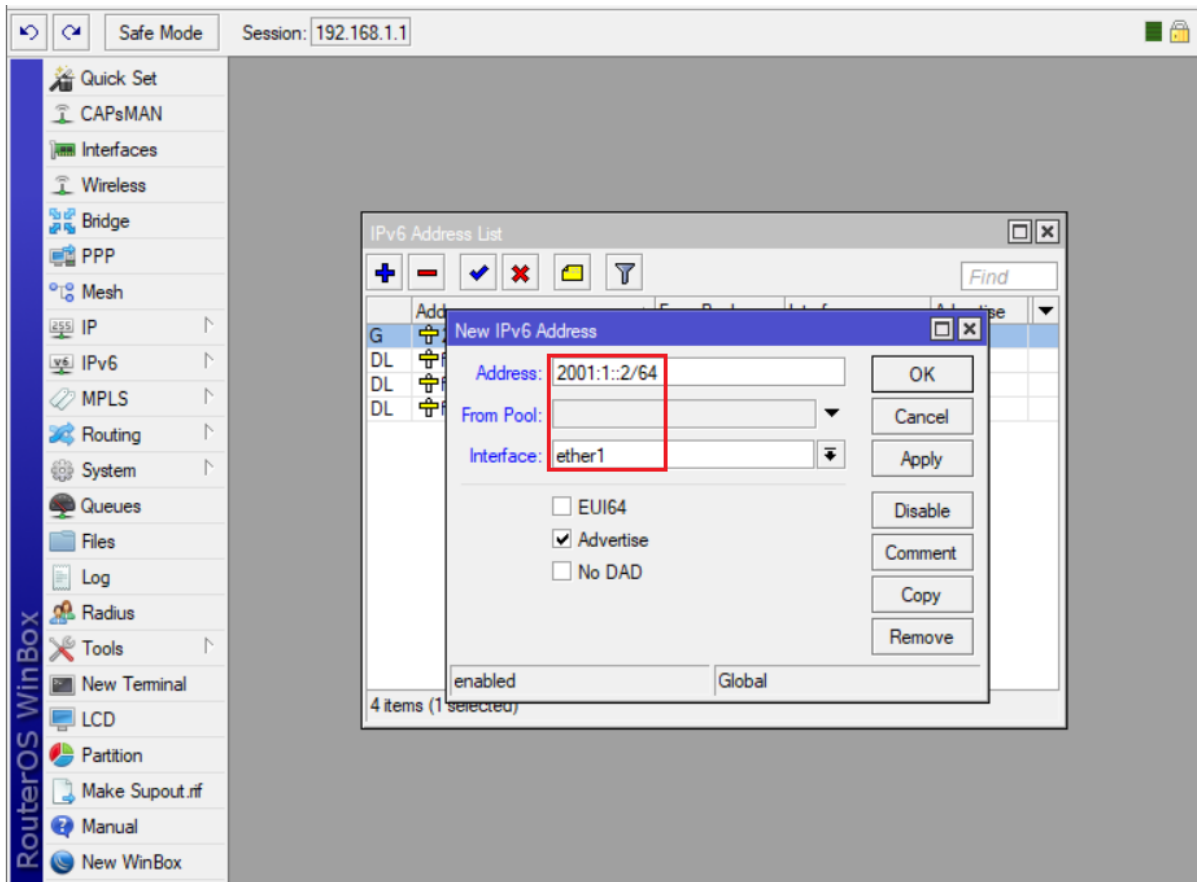 Safe Mode
Session: 192.168.1.1
Quick Set
CAPsMAN
Interfaces
Wireless
Bridge
PPP
Mesh
IP
IPv6
MPLS
Routing
System
Queues
Files
Log
Radius
Tools
New Terminal
LCD
Partition
Make Supout.rif
Manual
New WinBox
RouterOS WinBox
IPv6 Address List
Find
G
DL
DL
DL
4 items (1 selected)
New IPv6 Address
Address: 2001:1::2/64
From Pool:
Interface: ether1
EUI64
Advertise
No DAD
OK
Cancel
Apply
Disable
Comment
Copy
Remove
enabled
Global